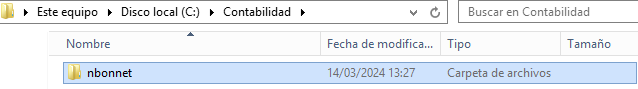 Este equipo Disco local (C:) Contabilidad Buscar en Contabilidad
Nombre Fecha de modifica... Tipo Tamaño
nbonnet 14/03/2024 13:27 Carpeta de archivos